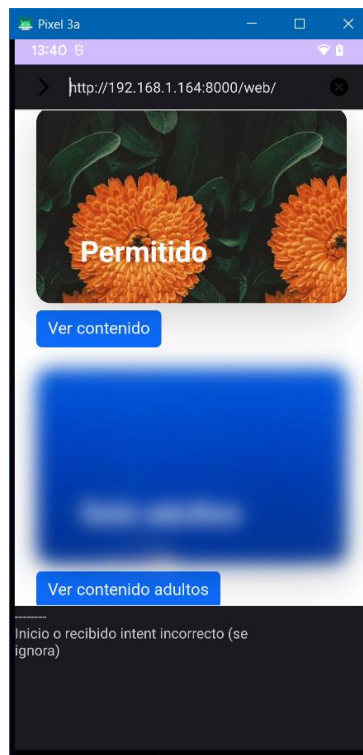 Pixel 3a
13:40
http://192.168.1.164:8000/web/
Permitido
Ver contenido
Ver contenido adultos
--------
Inicio o recibido intent incorrecto (se
ignora)